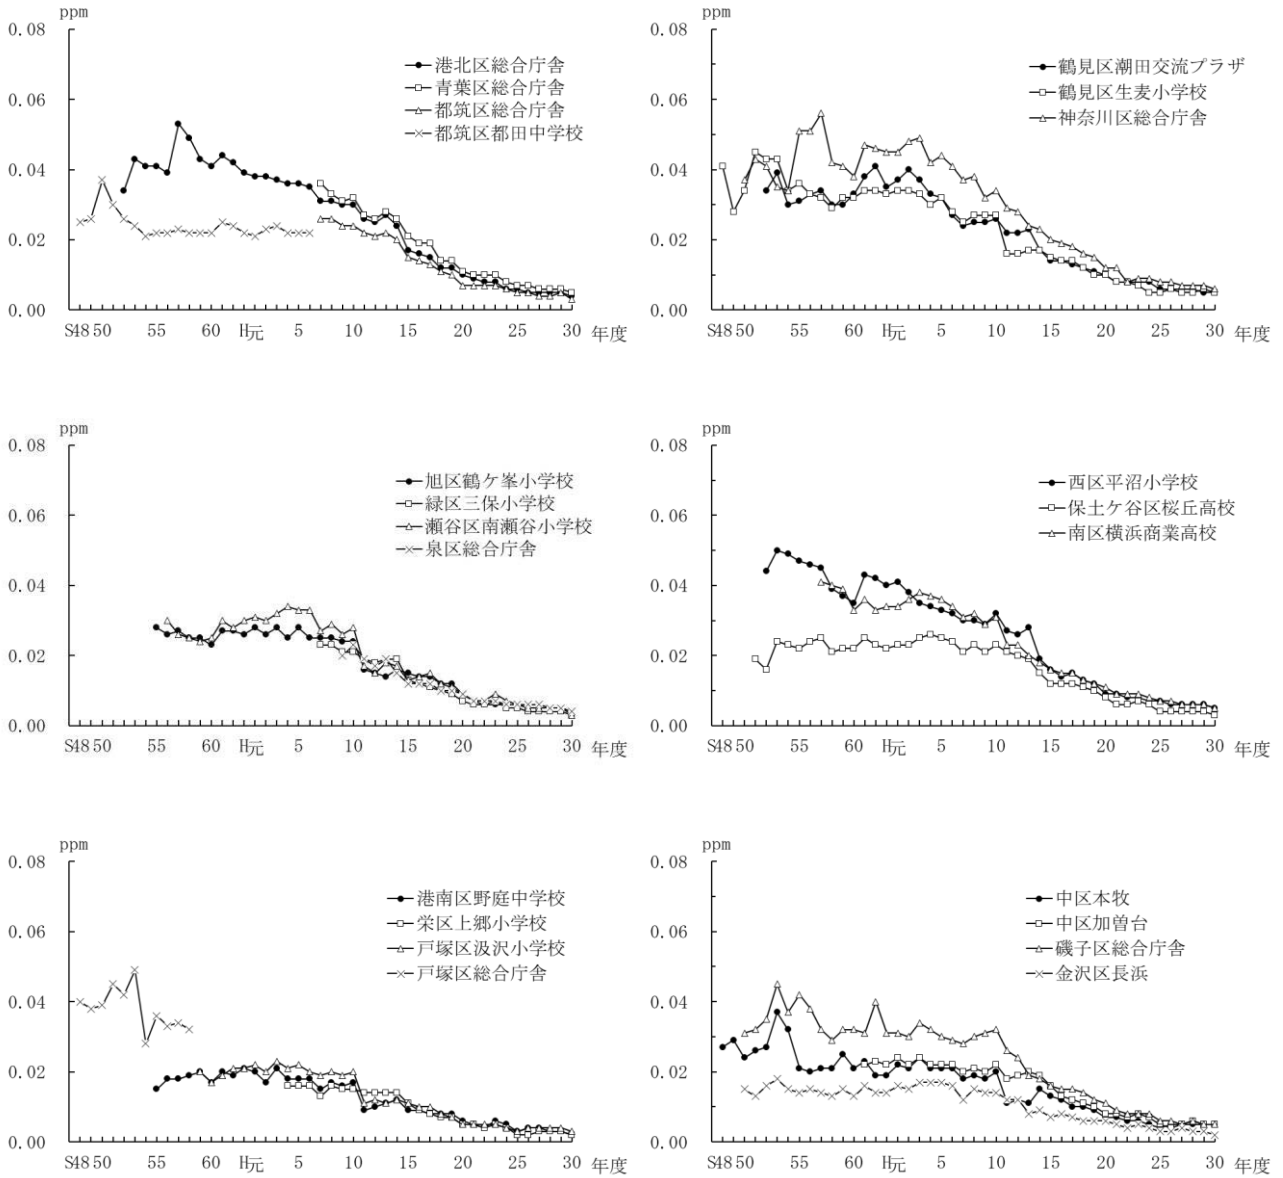 ppm
0.08
0.06
0.04
0.02
0.00
港北区総合庁舎
青葉区総合庁舎
都筑区総合庁舎
都筑区都田中学校
S48 50 55 60 H元 5 10 15 20 25 30 年度
ppm
0.08
0.06
0.04
0.02
0.00
鶴見区潮田交流プラザ
鶴見区生麦小学校
神奈川区総合庁舎
S48 50 55 60 H元 5 10 15 20 25 30 年度
ppm
0.08
0.06
0.04
0.02
0.00
旭区鶴ケ峯小学校
緑区三保小学校
瀬谷区南瀬谷小学校
泉区総合庁舎
S48 50 55 60 H元 5 10 15 20 25 30 年度
ppm
0.08
0.06
0.04
0.02
0.00
西区平沼小学校
保土ケ谷区桜丘高校
南区横浜商業高校
S48 50 55 60 H元 5 10 15 20 25 30 年度
ppm
0.08
0.06
0.04
0.02
0.00
港南区野庭中学校
栄区上郷小学校
戸塚区汲沢小学校
戸塚区総合庁舎
S48 50 55 60 H元 5 10 15 20 25 30 年度
ppm
0.08
0.06
0.04
0.02
0.00
中区本牧
中区加曽台
磯子区総合庁舎
金沢区長浜
S48 50 55 60 H元 5 10 15 20 25 30 年度